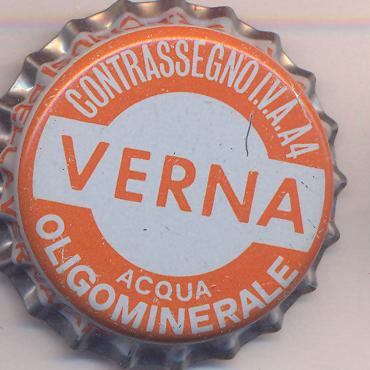 CONTRASSEGNO I.V.A. A4
VERNA
ACQUA
OLIGOMINERALE